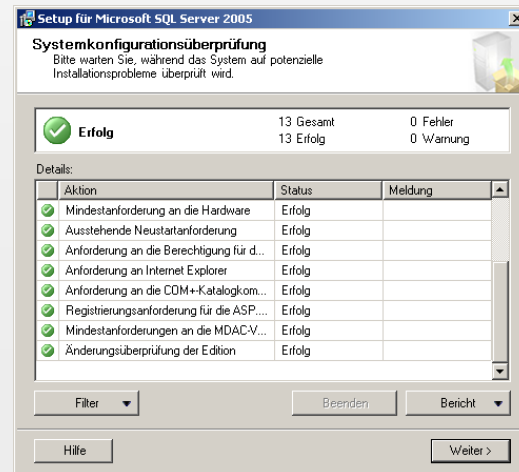 Setup für Microsoft SQL Server 2005
Systemkonfigurationsüberprüfung
Bitte warten Sie, während das System auf potenzielle
Installationsprobleme überprüft wird.
Erfolg
13 Gesamt 0 Fehler
13 Erfolg 0 Warnung
Details:
Aktion Status Meldung
Mindestanforderung an die Hardware Erfolg
Ausstehende Neustartanforderung Erfolg
Anforderung an die Berechtigung für d... Erfolg
Anforderung an Internet Explorer Erfolg
Anforderung an die COM+-Katalogkom... Erfolg
Registrierungsanforderung für die ASP.... Erfolg
Mindestanforderungen an die MDAC-V... Erfolg
Änderungsüberprüfung der Edition Erfolg
Filter Beenden Bericht
Hilfe Weiter >